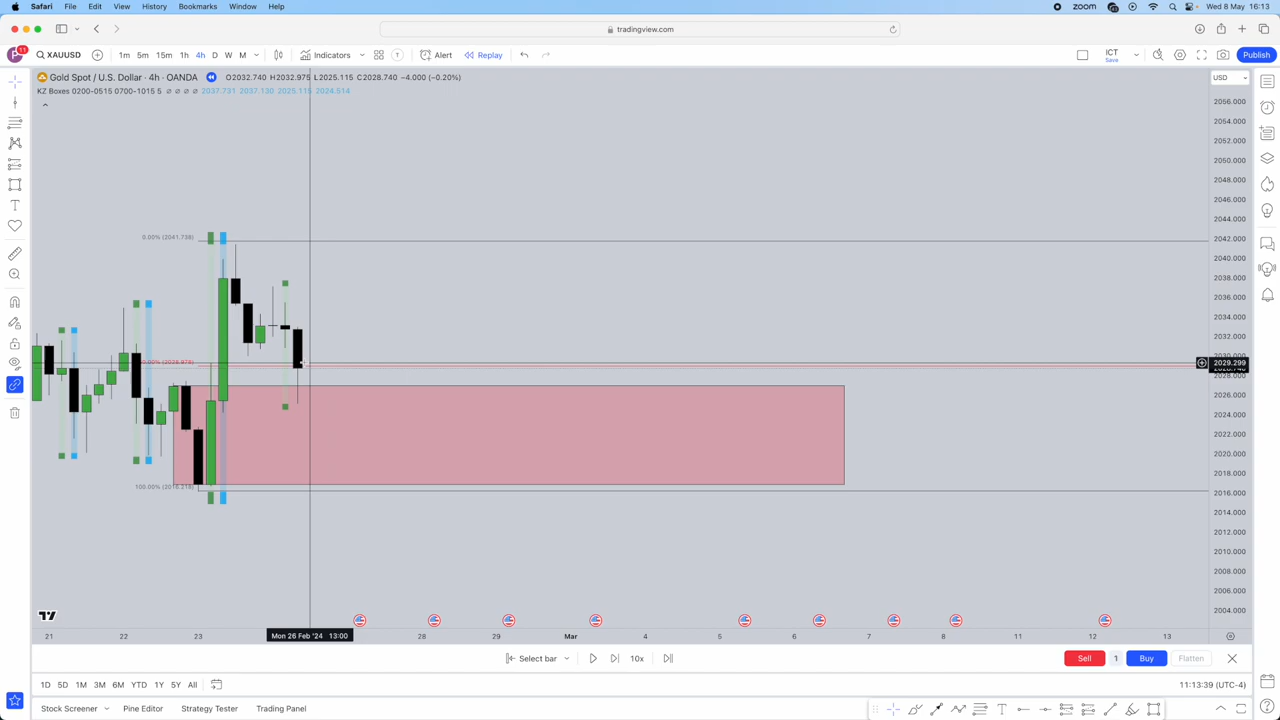 Safari File Edit View History Bookmarks Window Help zoom Wed 8 May 16:13
tradingview.com
P 11 XAUUSD 1m 5m 15m 1h 4h D W M Indicators Alert Replay ICT Save Publish
Gold Spot / U.S. Dollar · 4h · OANDA O2032.740 H2032.975 L2025.115 C2028.740 −4.000 (−0.20%) USD
KZ Boxes 0200-0515 0700-1015 5 ∅ ∅ ∅ ∅ 2037.731 2037.130 2025.115 2024.514
2056.000
2054.000
2052.000
2050.000
2048.000
2046.000
2044.000
0.00% (2041.738) 2042.000
2040.000
2038.000
2036.000
2034.000
2032.000
2029.299
2028.000
2026.000
2024.000
2022.000
2020.000
2018.000
2016.000
2014.000
2012.000
2010.000
2008.000
2006.000
2004.000
21 22 23 Mon 26 Feb '24 13:00 28 29 Mar 4 5 6 7 8 11 12 13
Select bar 10x Sell 1 Buy Flatten
1D 5D 1M 3M 6M YTD 1Y 5Y All 11:13:39 (UTC-4)
Stock Screener Pine Editor Strategy Tester Trading Panel